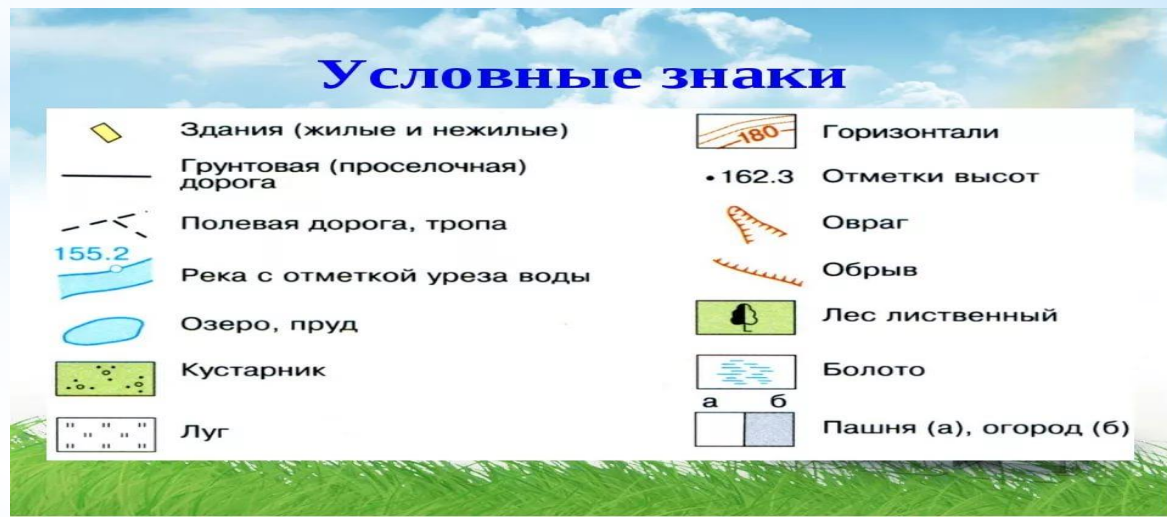 Условные знаки
Здания (жилые и нежилые)
Грунтовая (проселочная)
дорога
Полевая дорога, тропа
155.2
Река с отметкой уреза воды
Озеро, пруд
Кустарник
Луг
180
Горизонтали
162.3 Отметки высот
Овраг
Обрыв
Лес лиственный
Болото
а б
Пашня (а), огород (б)